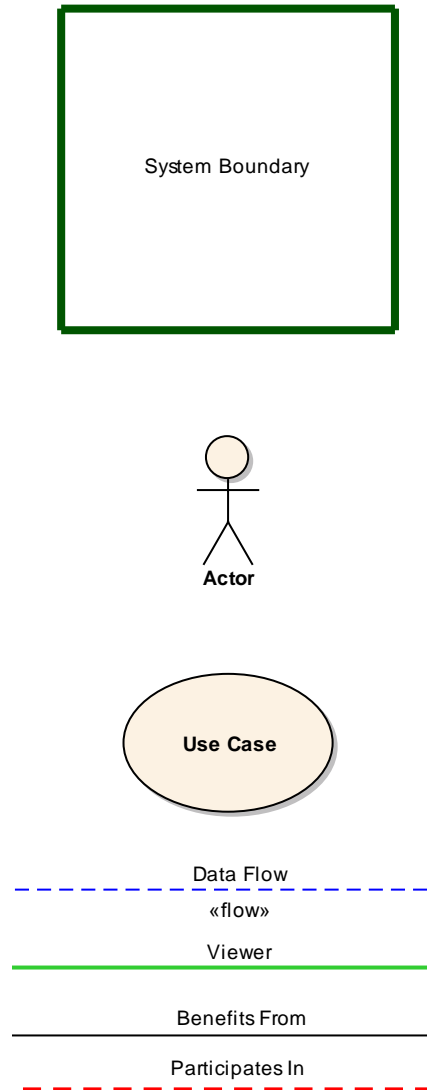 System Boundary
Actor
Use Case
Data Flow
«flow»
Viewer
Benefits From
Participates In